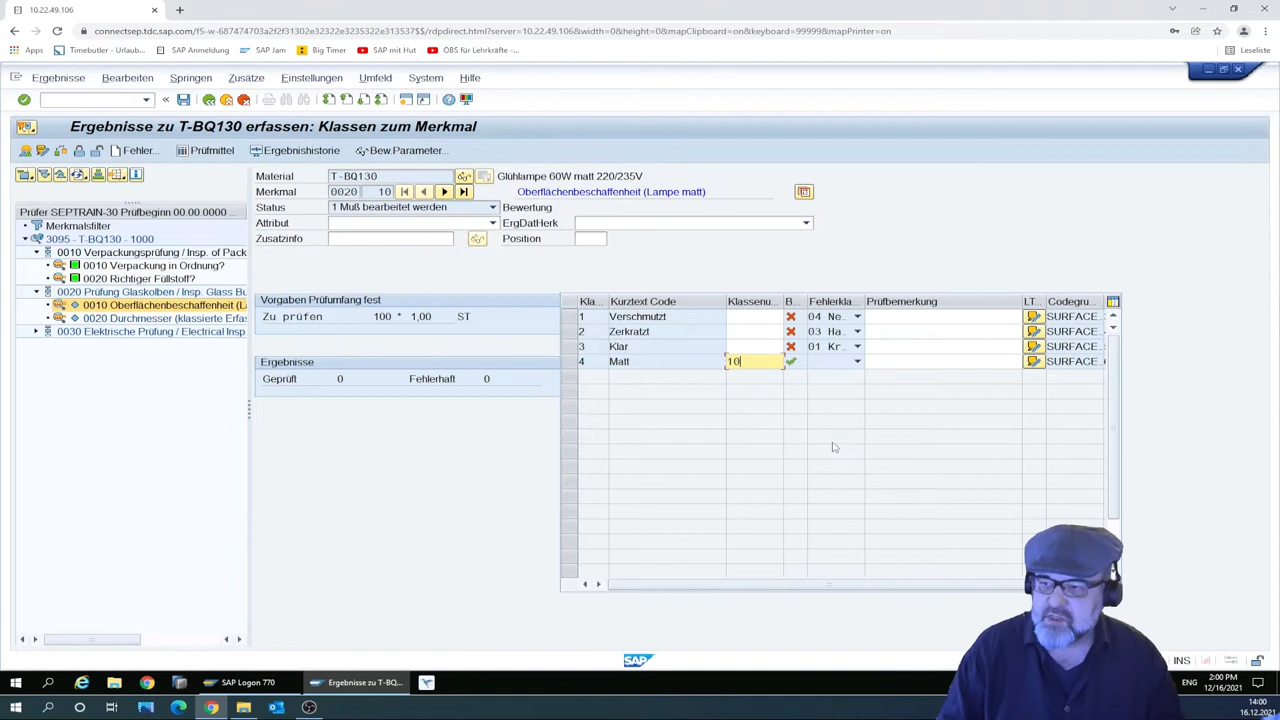 10.22.49.106
connectsep.tdc.sap.com/f5-w-687474703a2f2f31302e32322e3235322e313537$$/rdpdirect.html?server=10.22.49.106&width=0&height=0&mapClipboard=on&keyboard=99999&mapPrinter=on
Apps Timebutler - Urlaub... SAP Anmeldung SAP Jam Big Timer SAP mit Hut OBS für Lehrkräfte -... Leseliste
Ergebnisse Bearbeiten Springen Zusätze Einstellungen Umfeld System Hilfe
Ergebnisse zu T-BQ130 erfassen: Klassen zum Merkmal
Fehler... Prüfmittel Ergebnishistorie Bew.Parameter...
Material T-BQ130 Glühlampe 60W matt 220/235V
Merkmal 0020 10 Oberflächenbeschaffenheit (Lampe matt)
Status 1 Muß bearbeitet werden Bewertung
Attribut ErgDatHerk
Zusatzinfo Position
Prüfer SEPTRAIN-30 Prüfbeginn 00.00.0000 ...
Merkmalsfilter
3095 - T-BQ130 - 1000
0010 Verpackungsprüfung / Insp. of Pack
0010 Verpackung in Ordnung?
0020 Richtiger Füllstoff?
0020 Prüfung Glaskolben / Insp. Glass Bu
0010 Oberflächenbeschaffenheit (La
0020 Durchmesser (klassierte Erfas
0030 Elektrische Prüfung / Electrical Insp
Vorgaben Prüfumfang fest
Zu prüfen 100 * 1,00 ST
Ergebnisse
Geprüft 0 Fehlerhaft 0
Kla... Kurztext Code Klassenu... B... Fehlerkla... Prüfbemerkung LT... Codegru...
1 Verschmutzt 04 Ne... SURFACE
2 Zerkratzt 03 Ha... SURFACE
3 Klar 01 Kr... SURFACE
4 Matt 10 SURFACE
SAP
INS
SAP Logon 770 Ergebnisse zu T-BQ... ENG 2:00 PM
12/16/2021
14:00
16.12.2021